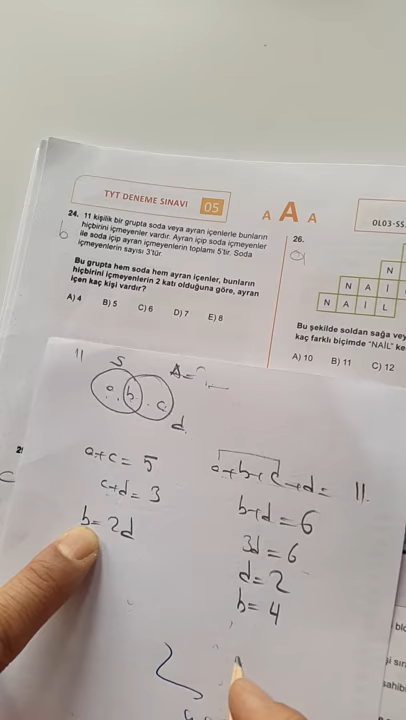 TYT DENEME SINAVI 05
A A A
24. 11 kişilik bir grupta soda veya ayran içenlerle bunların
hiçbirini içmeyenler vardır. Ayran içip soda içmeyenler
ile soda içip ayran içmeyenlerin toplamı 5'tir. Soda
içmeyenlerin sayısı 3'tür.
Bu grupta hem soda hem ayran içenler, bunların
hiçbirini içmeyenlerin 2 katı olduğuna göre, ayran
içen kaç kişi vardır?
A) 4 B) 5 C) 6 D) 7 E) 8
b
OL03-SS.
26.
N
N A İ
N A İ L
Bu şekilde soldan sağa vey
kaç farklı biçimde "NAİL" ke
A) 10 B) 11 C) 12
11
S A = ?
a b c
d
a+c = 5
c+d = 3
b = 2d
a+b+c+d = 11.
b+d = 6
3d = 6
d = 2
b = 4
blo
sahib